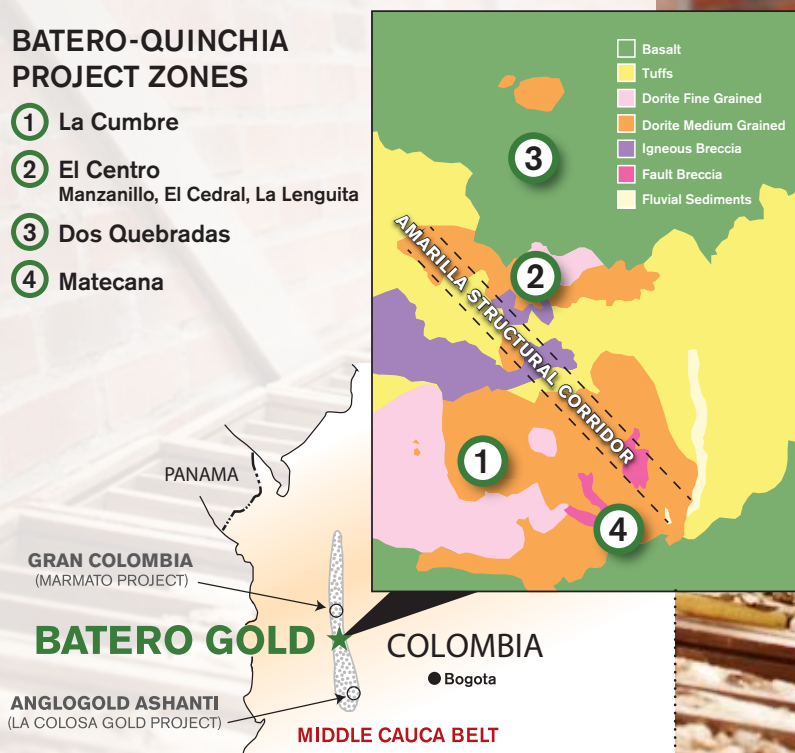 BATERO-QUINCHIA
PROJECT ZONES
1 La Cumbre
2 El Centro
Manzanillo, El Cedral, La Lenguita
3 Dos Quebradas
4 Matecana
Basalt
Tuffs
Dorite Fine Grained
Dorite Medium Grained
Igneous Breccia
Fault Breccia
Fluvial Sediments
3
2
AMARILLA STRUCTURAL CORRIDOR
1
4
PANAMA
GRAN COLOMBIA
(MARMATO PROJECT)
BATERO GOLD
COLOMBIA
Bogota
ANGLOGOLD ASHANTI
(LA COLOSA GOLD PROJECT)
MIDDLE CAUCA BELT